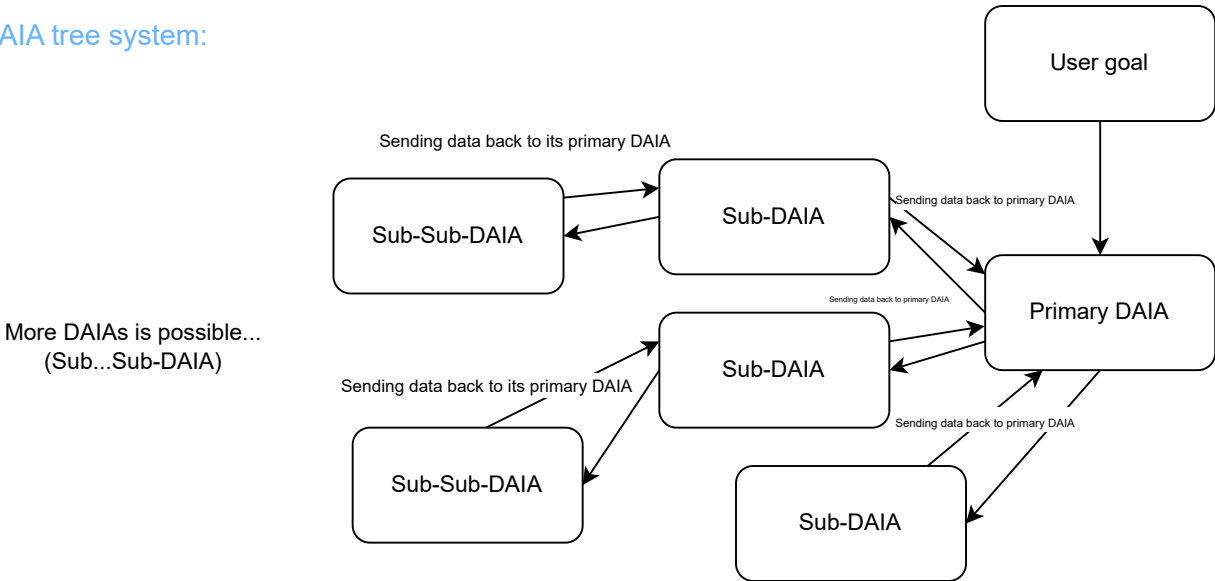 AIA tree system:
User goal
Sending data back to its primary DAIA
Sub-Sub-DAIA
Sub-DAIA
Sending data back to primary DAIA
Primary DAIA
Sending data back to primary DAIA
More DAIAs is possible...
(Sub...Sub-DAIA)
Sub-DAIA
Sending data back to its primary DAIA
Sending data back to primary DAIA
Sub-Sub-DAIA
Sub-DAIA